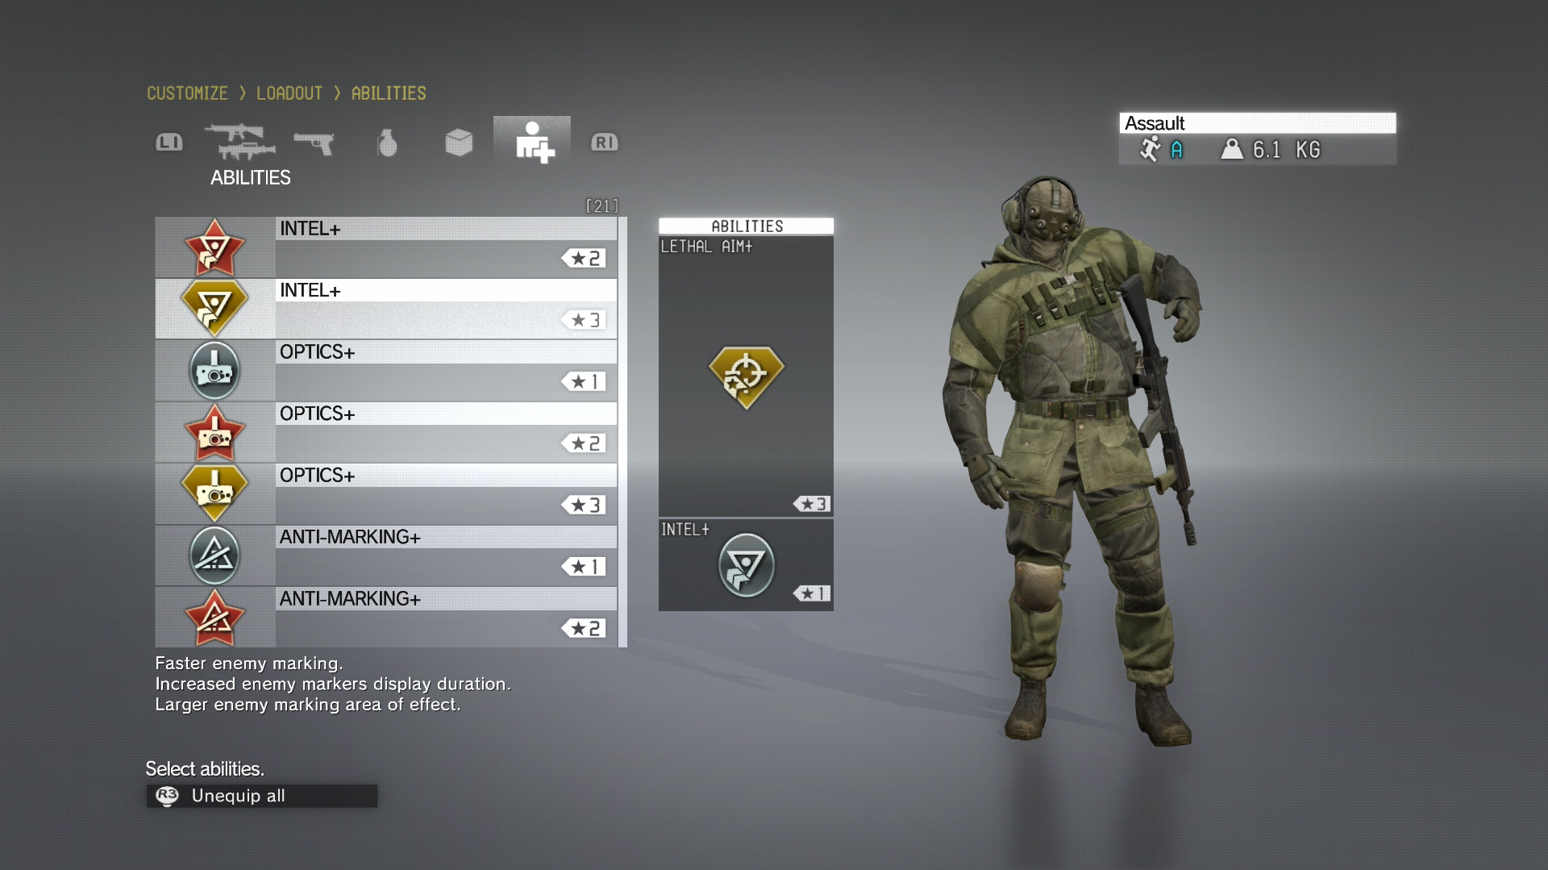 CUSTOMIZE > LOADOUT > ABILITIES
L1
R1
ABILITIES
[21]
INTEL+
★2
INTEL+
★3
OPTICS+
★1
OPTICS+
★2
OPTICS+
★3
ANTI-MARKING+
★1
ANTI-MARKING+
★2
ABILITIES
LETHAL AIM+
★3
INTEL+
★1
Assault
A 6.1 KG
Faster enemy marking.
Increased enemy markers display duration.
Larger enemy marking area of effect.
Select abilities.
R3 Unequip all